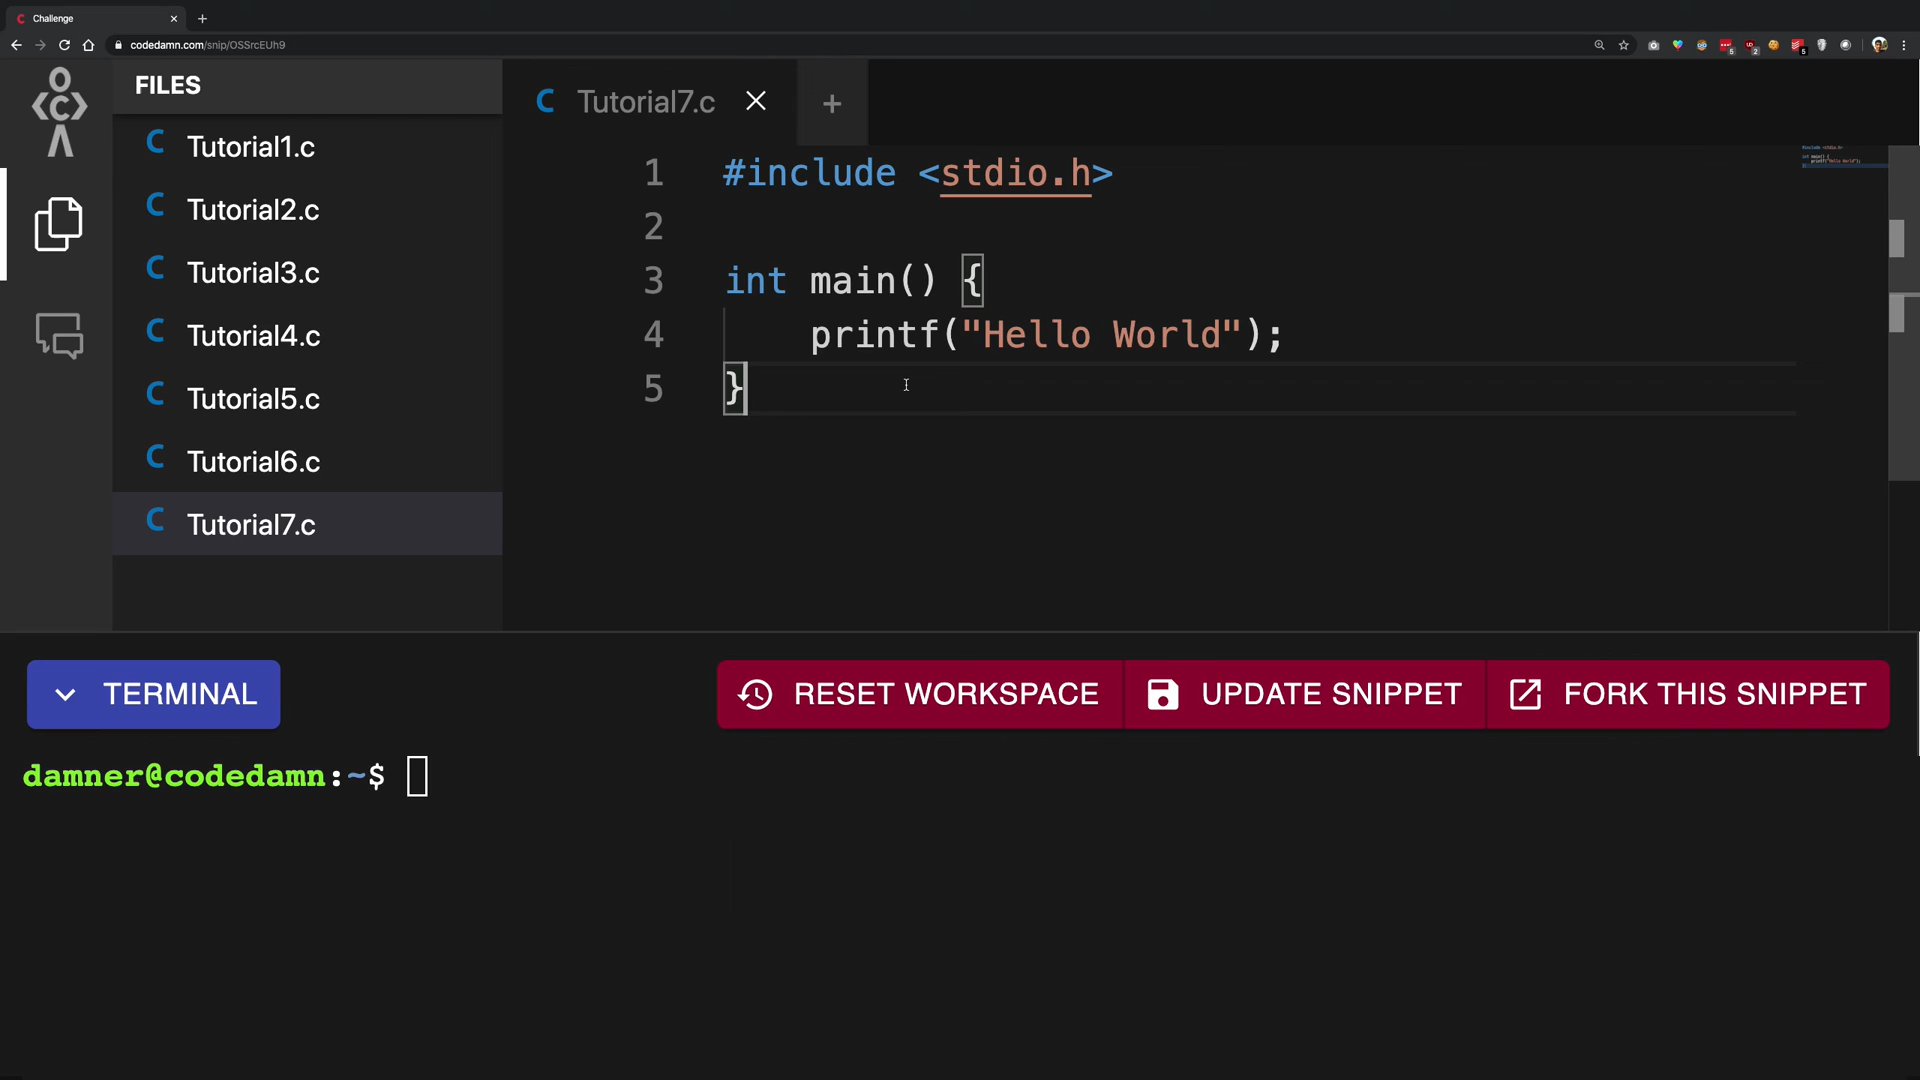 Challenge
codedamn.com/snip/OSSrcEUh9
FILES
Tutorial1.c
Tutorial2.c
Tutorial3.c
Tutorial4.c
Tutorial5.c
Tutorial6.c
Tutorial7.c
Tutorial7.c
1 #include <stdio.h>
2
3 int main() {
4 printf("Hello World");
5 }
TERMINAL
RESET WORKSPACE
UPDATE SNIPPET
FORK THIS SNIPPET
damner@codedamn:~$